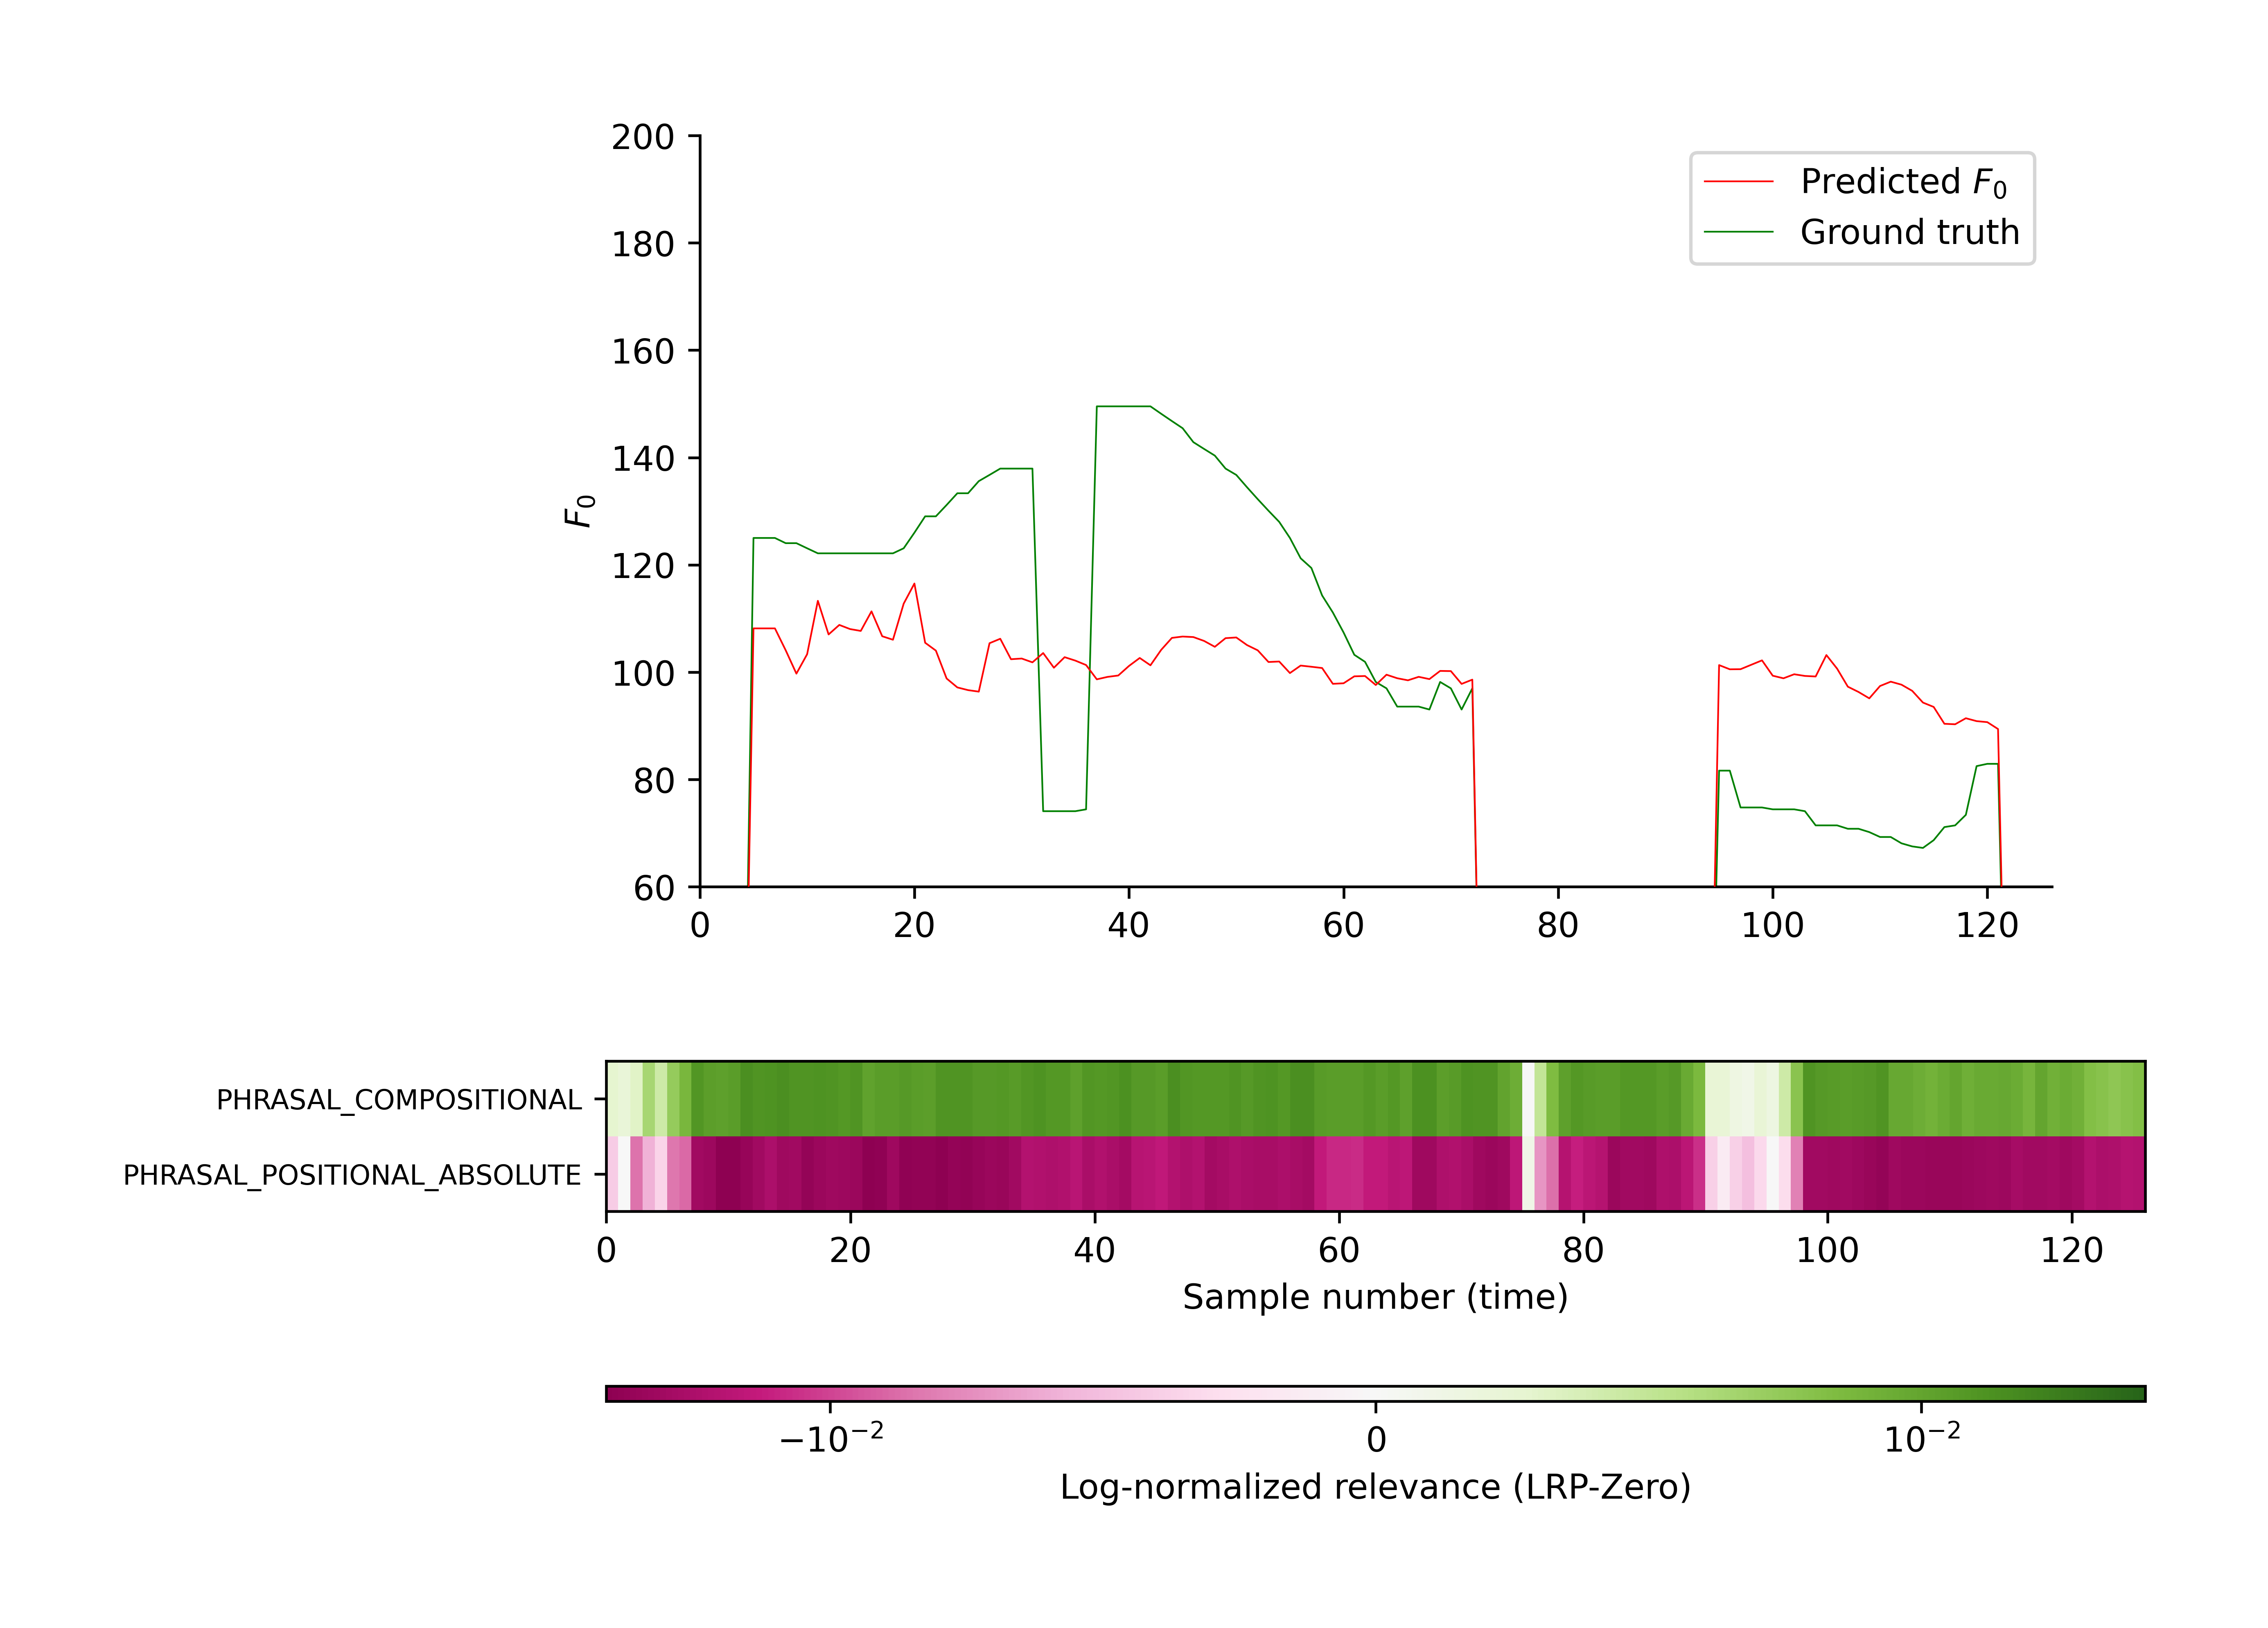 200
180
160
140
120
100
80
60
F0
Predicted F0
Ground truth
0 20 40 60 80 100 120
PHRASAL_COMPOSITIONAL
PHRASAL_POSITIONAL_ABSOLUTE
0 20 40 60 80 100 120
Sample number (time)
−10−2 0 10−2
Log-normalized relevance (LRP-Zero)